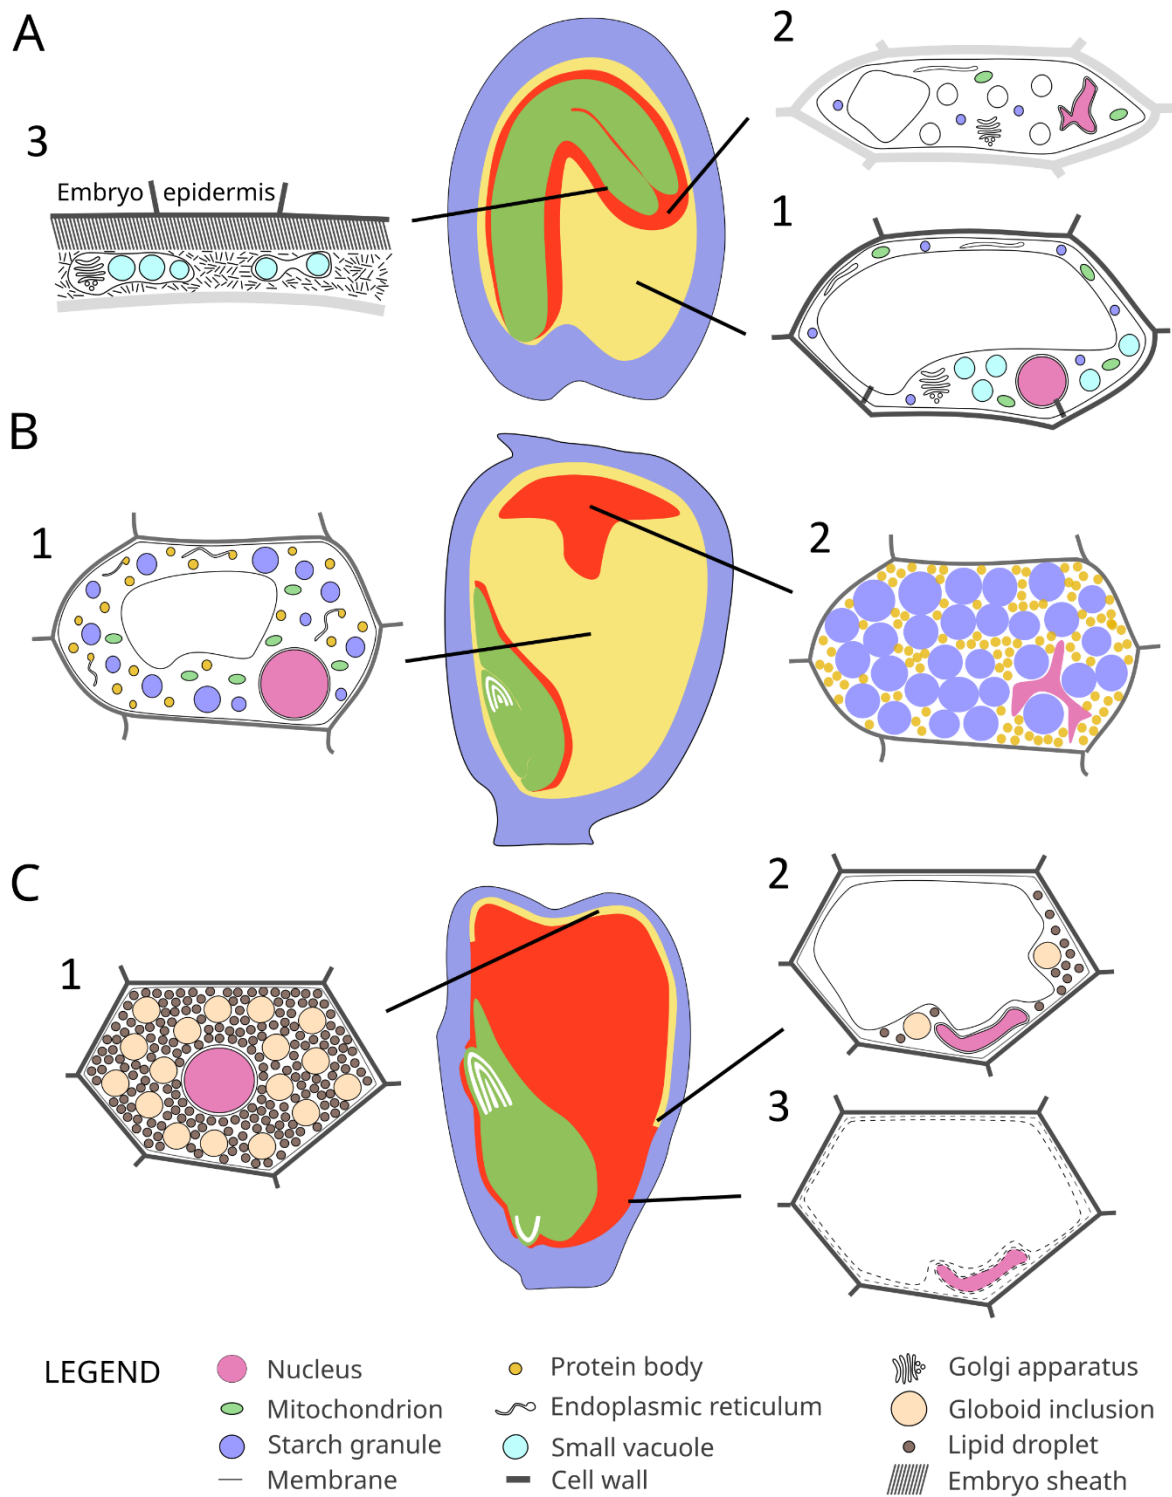 A
2
3
Embryo epidermis
1
B
1
2
C
2
1
3
LEGEND
Nucleus
Protein body
Golgi apparatus
Mitochondrion
Endoplasmic reticulum
Globoid inclusion
Starch granule
Small vacuole
Lipid droplet
Membrane
Cell wall
Embryo sheath